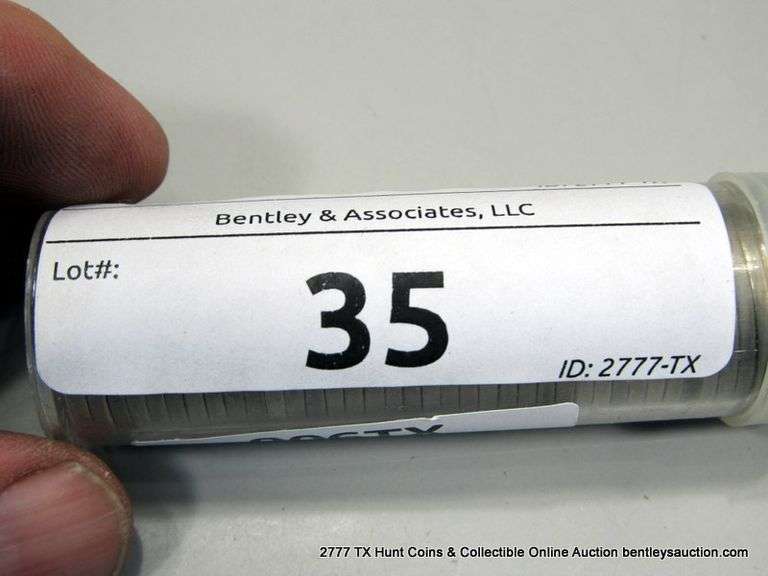 Bentley & Associates, LLC
Lot#:
35
ID: 2777-TX
2777 TX Hunt Coins & Collectible Online Auction bentleysauction.com